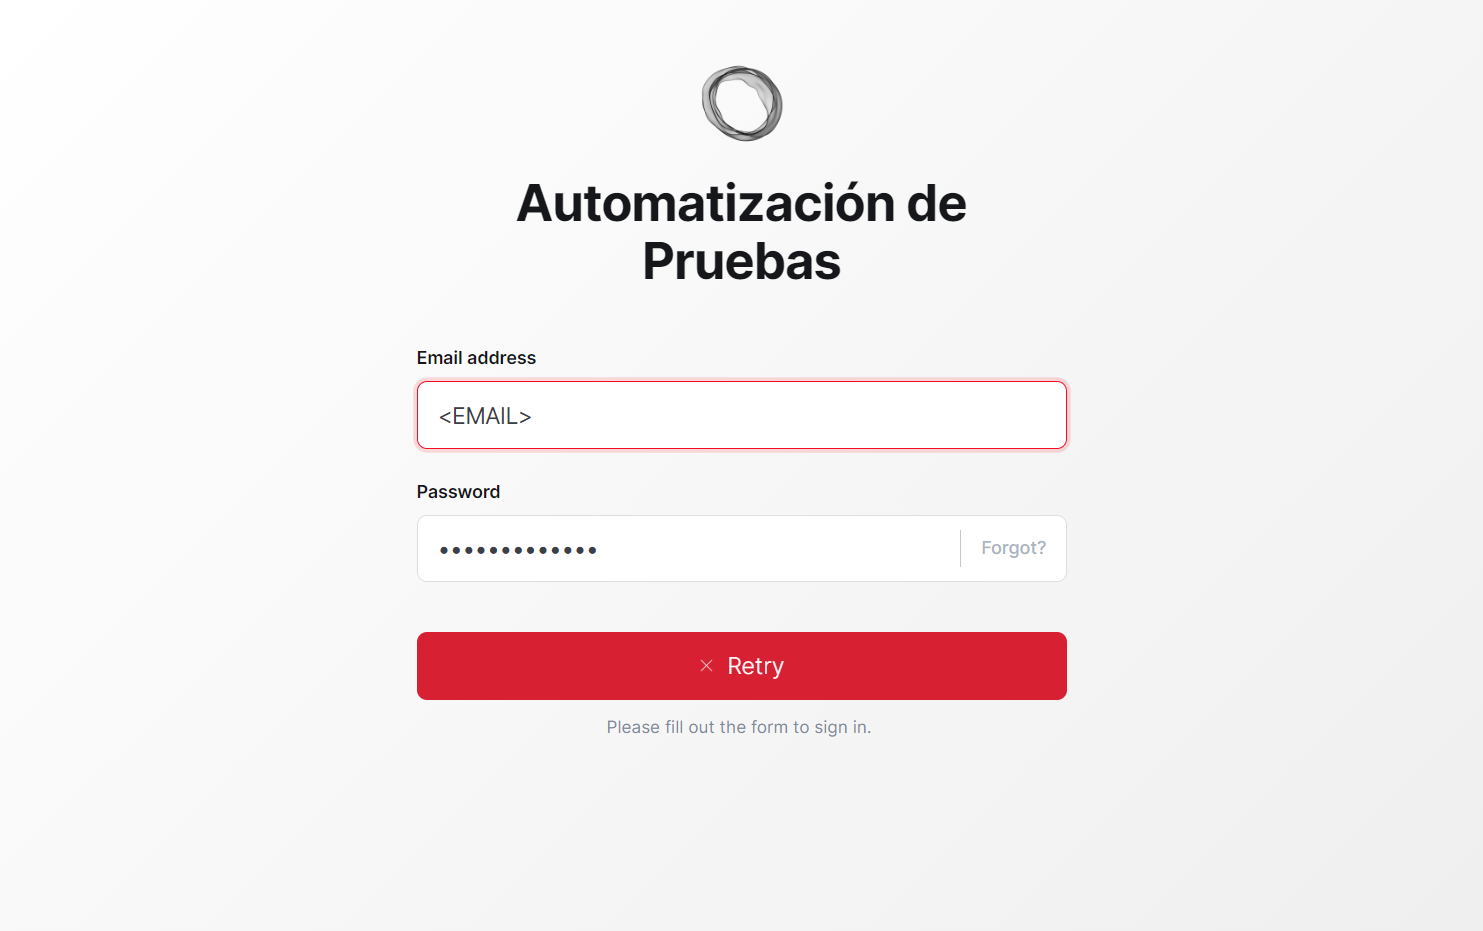 Automatización de
Pruebas
Email address
<EMAIL>
Password
•••••••••••••
Forgot?
× Retry
Please fill out the form to sign in.